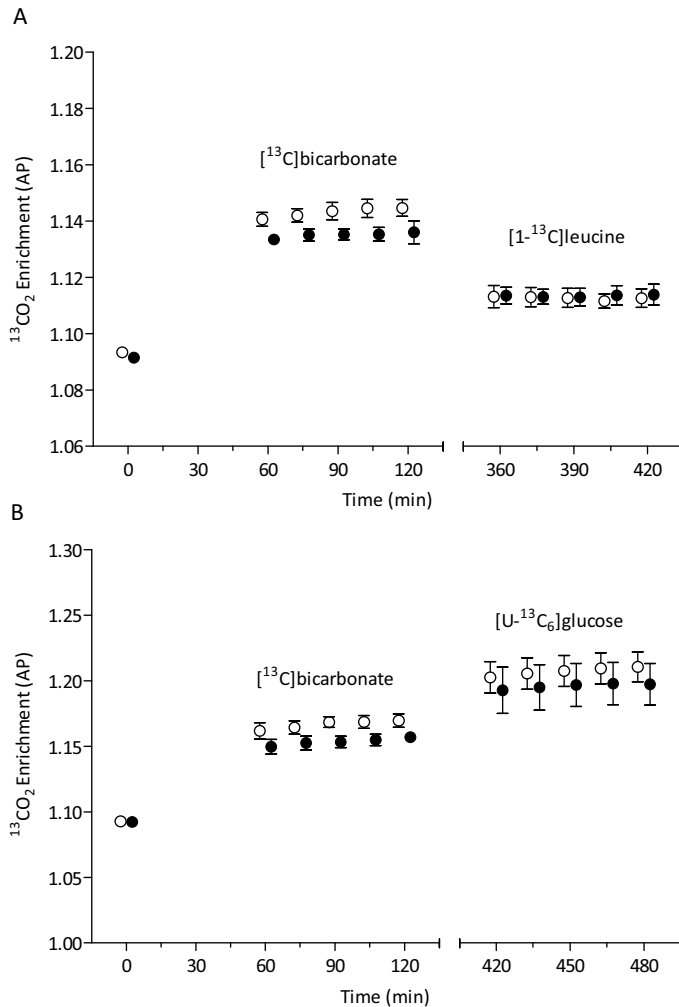 A
1.20
1.18
1.16
1.14
1.12
1.10
1.08
1.06
¹³CO₂ Enrichment (AP)
[¹³C]bicarbonate
[1-¹³C]leucine
0 30 60 90 120 360 390 420
Time (min)
B
1.30
1.25
1.20
1.15
1.10
1.05
1.00
¹³CO₂ Enrichment (AP)
[U-¹³C₆]glucose
[¹³C]bicarbonate
0 30 60 90 120 420 450 480
Time (min)